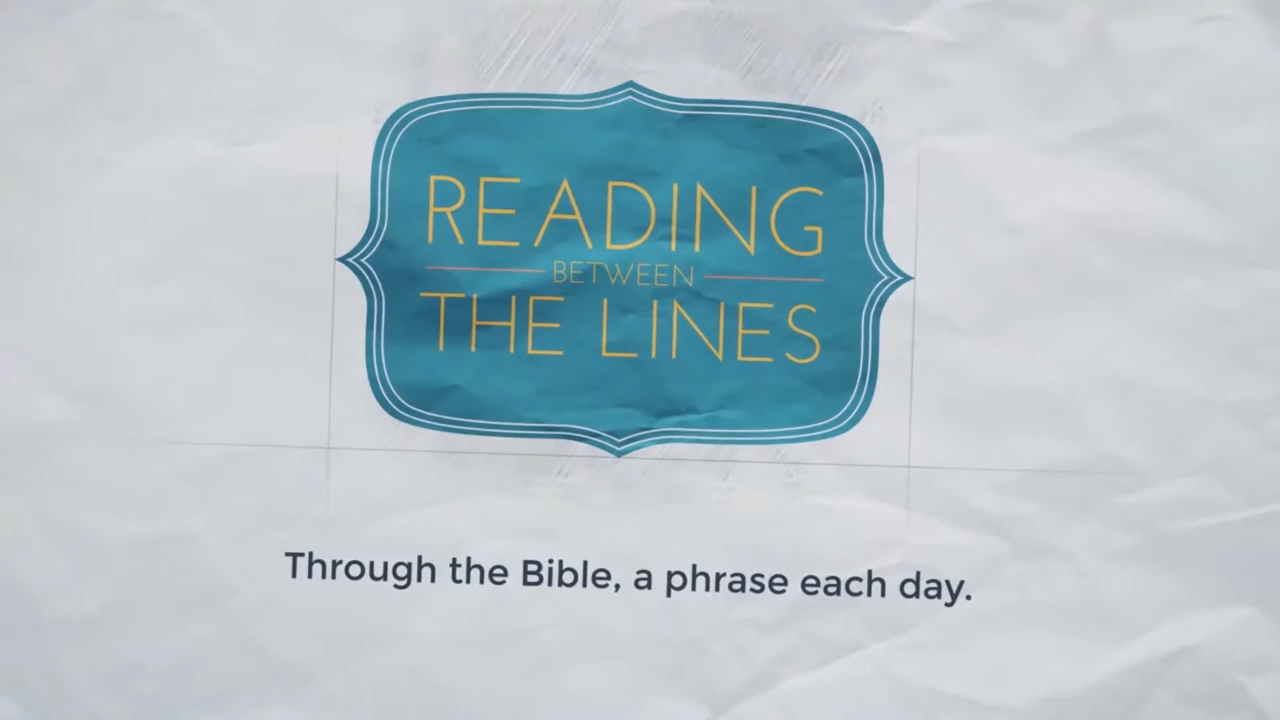 READING
BETWEEN
THE LINES
Through the Bible, a phrase each day.